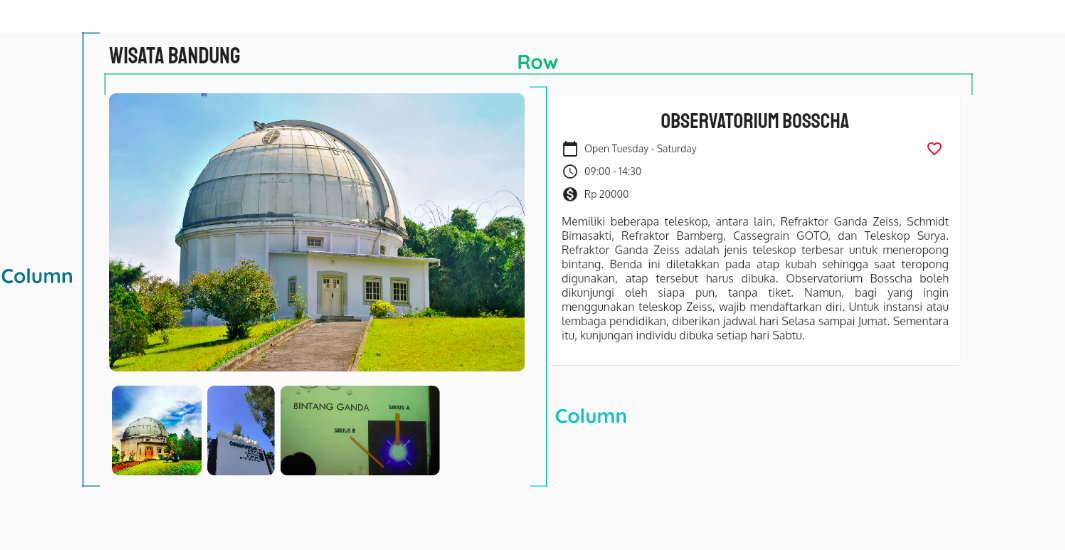 WISATA BANDUNG
Row
OBSERVATORIUM BOSSCHA
Open Tuesday - Saturday
09:00 - 14:30
Rp 20000
Memiliki beberapa teleskop, antara lain, Refraktor Ganda Zeiss, Schmidt
Bimasakti, Refraktor Bamberg, Cassegrain GOTO, dan Teleskop Surya.
Refraktor Ganda Zeiss adalah jenis teleskop terbesar untuk meneropong
bintang. Benda ini diletakkan pada atap kubah sehingga saat teropong
digunakan, atap tersebut harus dibuka. Observatorium Bosscha boleh
dikunjungi oleh siapa pun, tanpa tiket. Namun, bagi yang ingin
menggunakan teleskop Zeiss, wajib mendaftarkan diri. Untuk instansi atau
lembaga pendidikan, diberikan jadwal hari Selasa sampai Jumat. Sementara
itu, kunjungan individu dibuka setiap hari Sabtu.
Column
BINTANG GANDA
SIRIUS A
SIRIUS B
Column